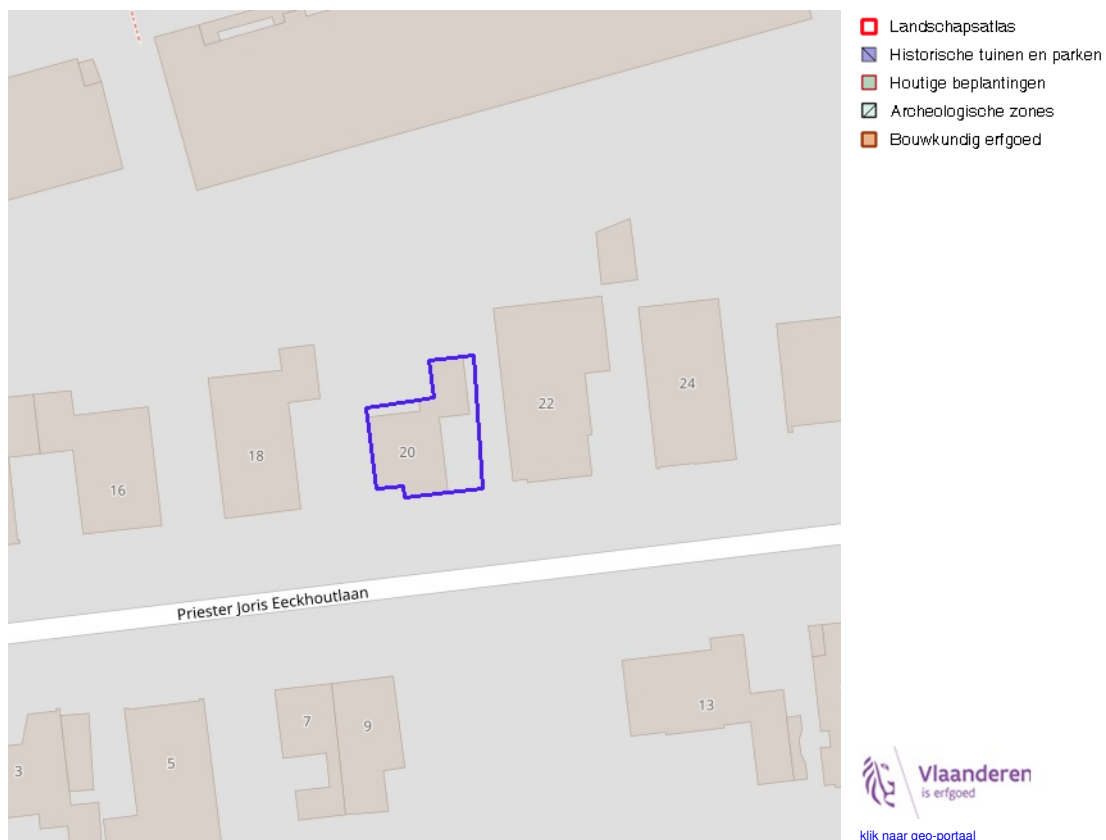 Landschapsatlas
Historische tuinen en parken
Houtige beplantingen
Archeologische zones
Bouwkundig erfgoed
24
22
20
18
16
Priester Joris Eeckhoutlaan
13
7
9
5
3
Vlaanderen
is erfgoed
klik naar geo-portaal